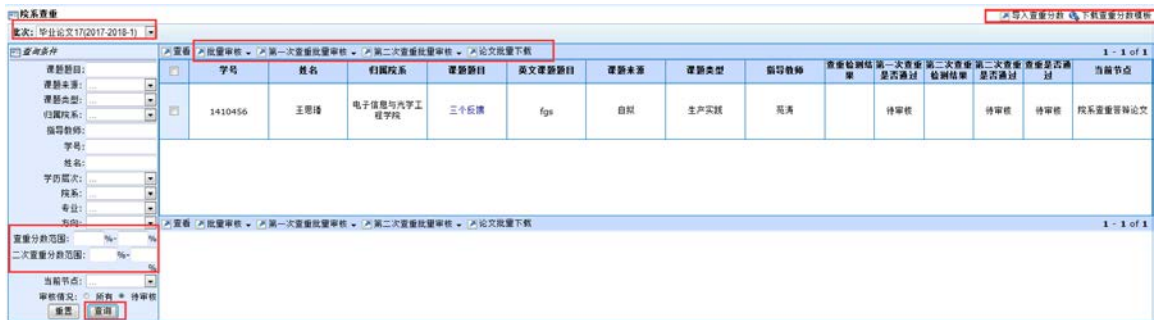 院系查重
导入查重分数 下载查重分数模板
批次: 毕业论文17(2017-2018-1)
查询条件
查看 批量审核 第一次查重批量审核 第二次查重批量审核 论文批量下载 1 - 1 of 1
学号 姓名 归属院系 课题题目 英文课题题目 课题来源 课题类型 指导教师 查重检测结果 第一次查重是否通过 第二次查重检测结果 第二次查重是否通过 查重是否通过 当前节点
1410456 电子信息与光学工程学院 三个反馈 fgs 自拟 生产实践 苑涛 待审核 待审核 待审核 院系查重答辩论文
课题题目:
课题来源: ...
课题类型: ...
归属院系: ...
指导教师:
学号:
姓名:
学历层次: ...
院系: ...
专业: ...
方向: ...
查看 批量审核 第一次查重批量审核 第二次查重批量审核 论文批量下载 1 - 1 of 1
查重分数范围: %- %
二次查重分数范围: %- %
当前节点: ...
审核情况: 所有 待审核
重置 查询